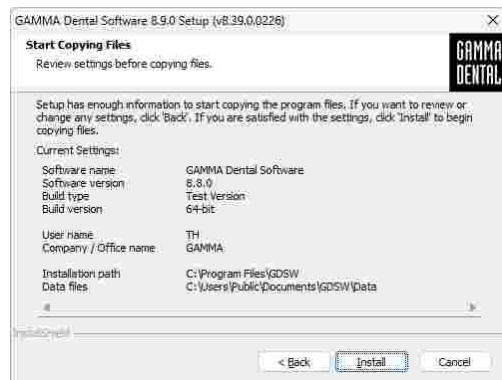 GAMMA Dental Software 8.9.0 Setup (v8.39.0.0226)
Start Copying Files
Review settings before copying files.
GAMMA
DENTAL
Setup has enough information to start copying the program files. If you want to review or
change any settings, click 'Back'. If you are satisfied with the settings, click 'Install' to begin
copying files.
Current Settings:
Software name GAMMA Dental Software
Software version 8.8.0
Build type Test Version
Build version 64-bit
User name TH
Company / Office name GAMMA
Installation path C:\Program Files\GDSW
Data files C:\Users\Public\Documents\GDSW\Data
InstallShield
< Back
Install
Cancel